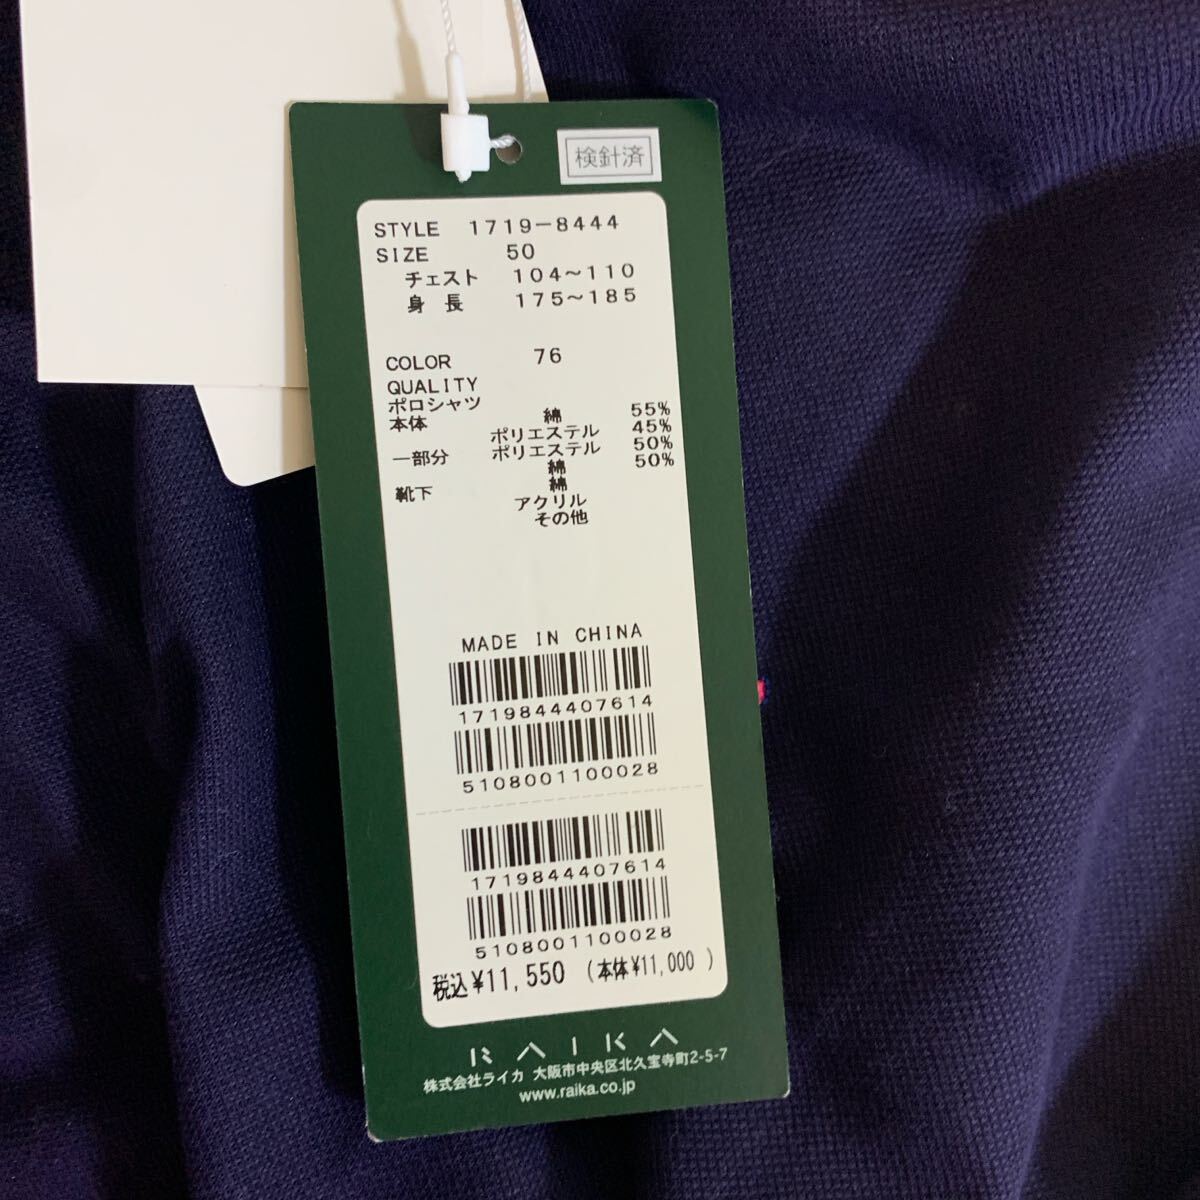 検針済
STYLE 1719-8444
SIZE 50
チェスト 104～110
身長 175～185
COLOR 76
QUALITY
ポロシャツ
本体 綿 55%
ポリエステル 45%
一部分 ポリエステル 50%
綿 50%
靴下 綿
アクリル
その他
MADE IN CHINA
1719844407614
5108001100028
1719844407614
5108001100028
税込¥11,550 (本体¥11,000 )
RAIKA
株式会社ライカ 大阪市中央区北久宝寺町2-5-7
www.raika.co.jp